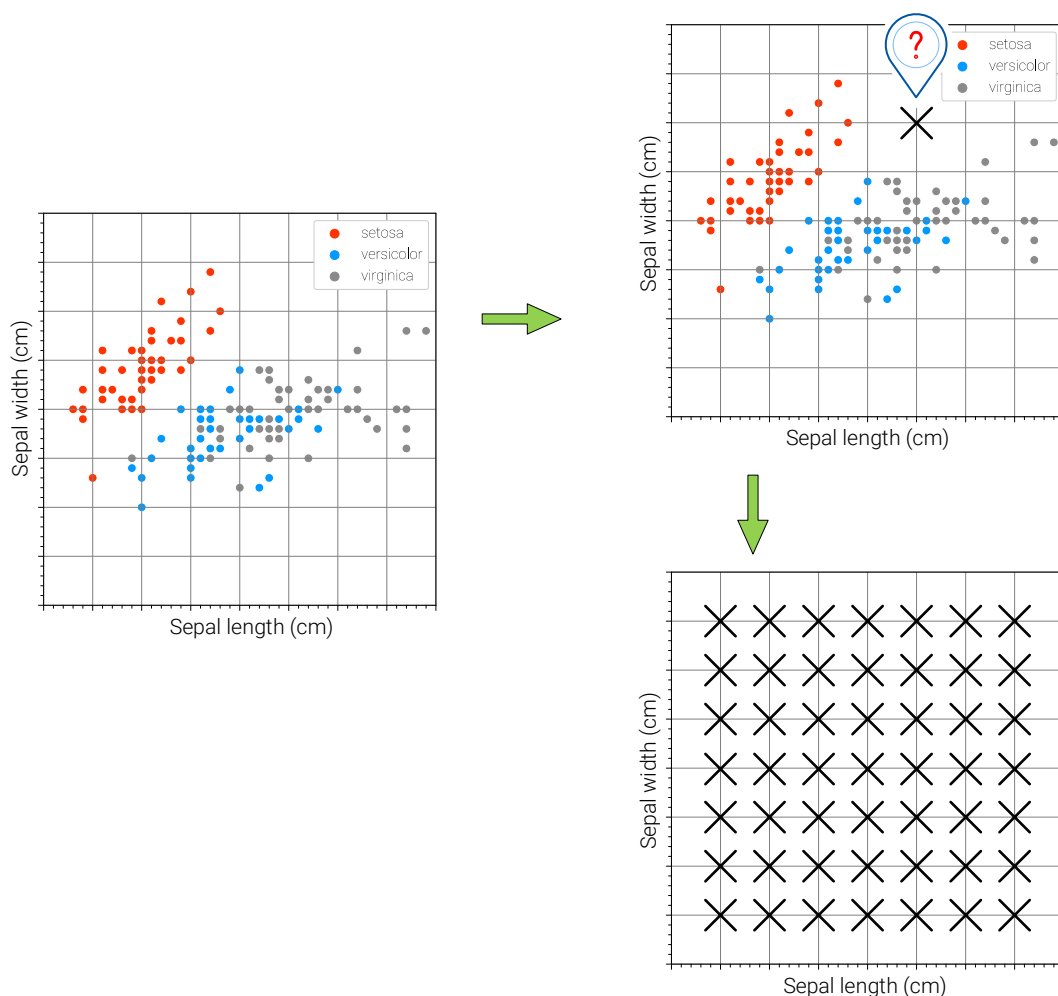 setosa
versicolor
virginica
Sepal width (cm)
Sepal length (cm)
?
setosa
versicolor
virginica
Sepal width (cm)
Sepal length (cm)
Sepal width (cm)
Sepal length (cm)